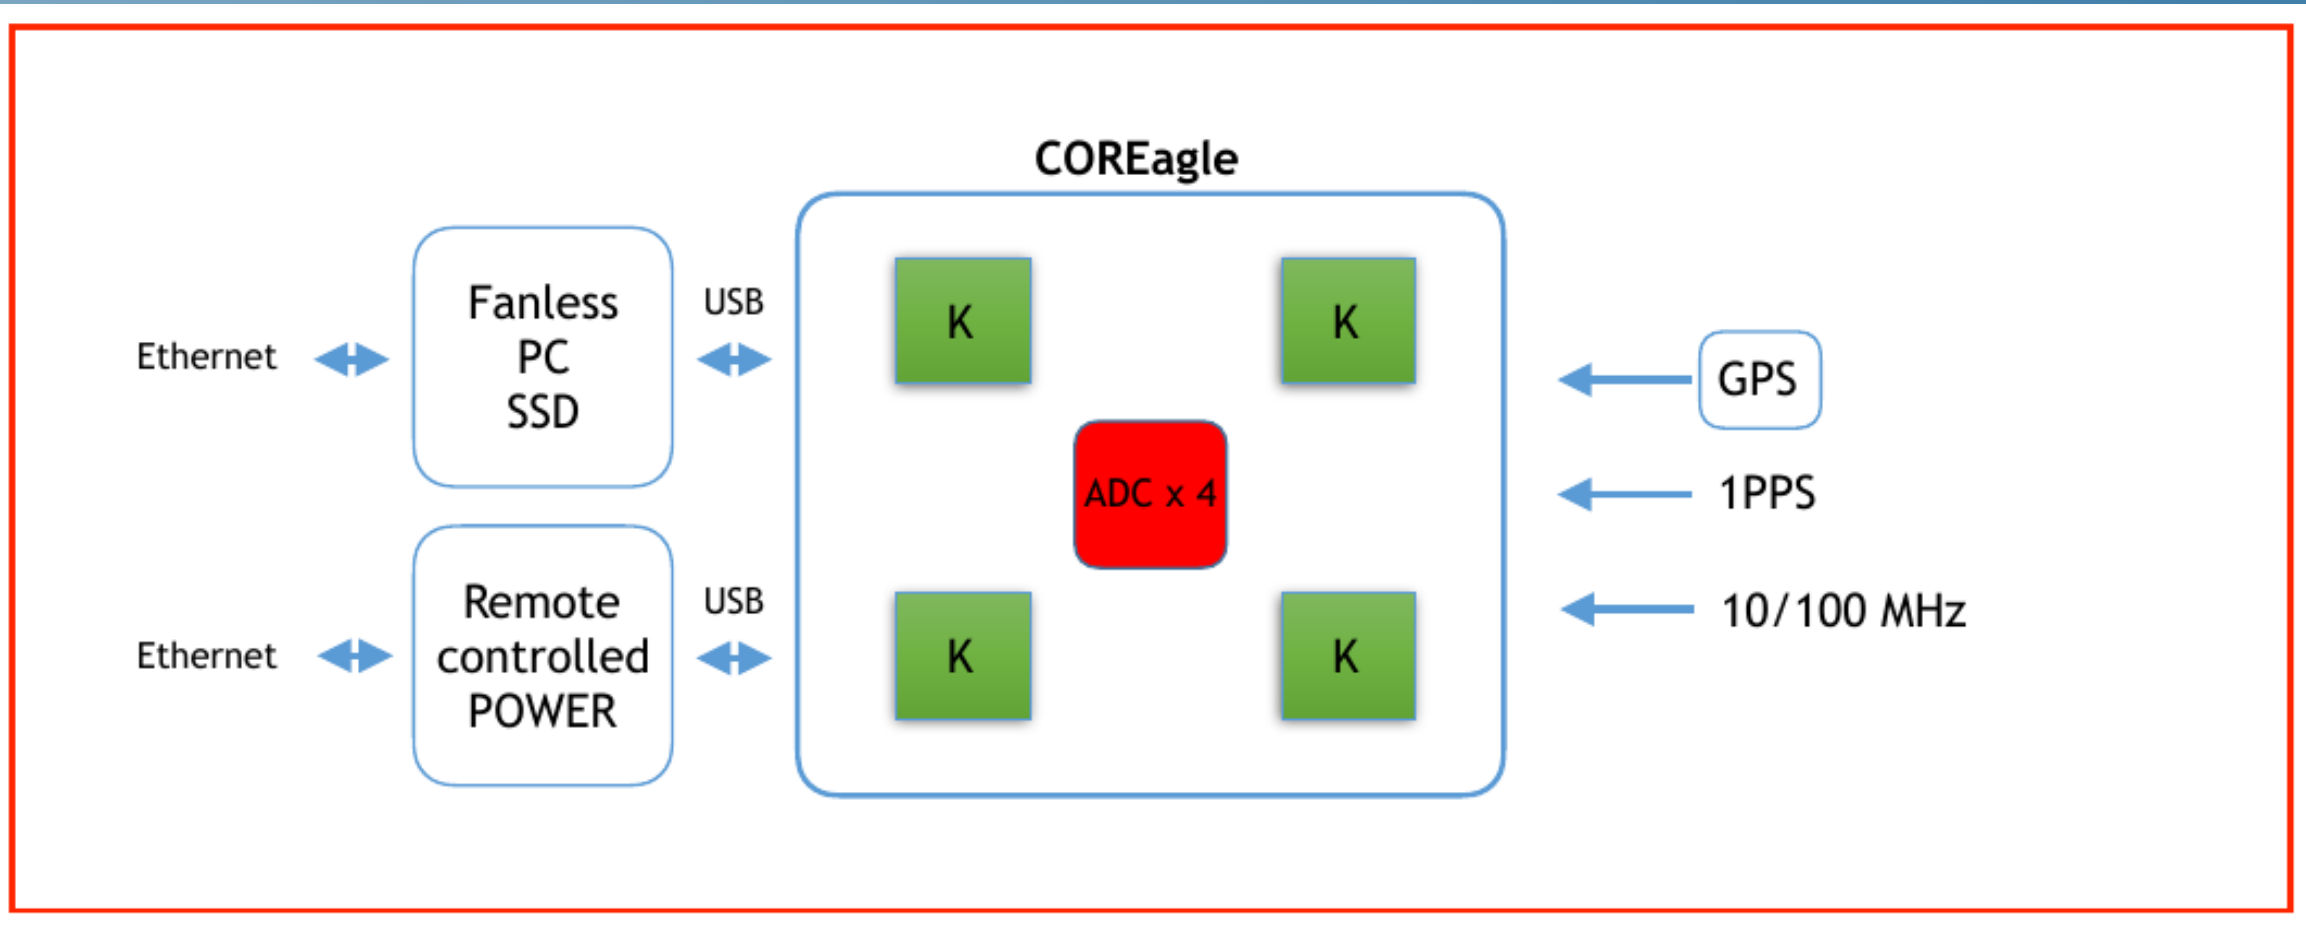 COREagle
Ethernet
Fanless
PC
SSD
USB
Ethernet
Remote
controlled
POWER
USB
K
K
ADC x 4
K
K
GPS
1PPS
10/100 MHz